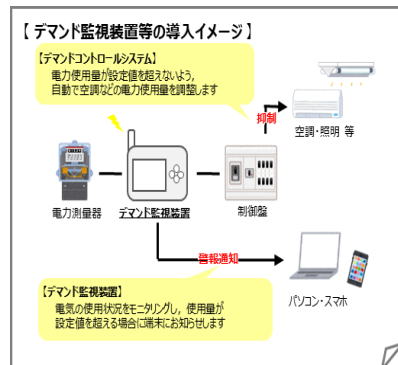 【 デマンド監視装置等の導入イメージ 】
【デマンドコントロールシステム】
電力使用量が設定値を超えないよう,
自動で空調などの電力使用量を調整します
抑制
空調・照明 等
電力測量器
デマンド監視装置
制御盤
警報通知
【デマンド監視装置】
電気の使用状況をモニタリングし，使用量が
設定値を超える場合に端末にお知らせします
パソコン・スマホ